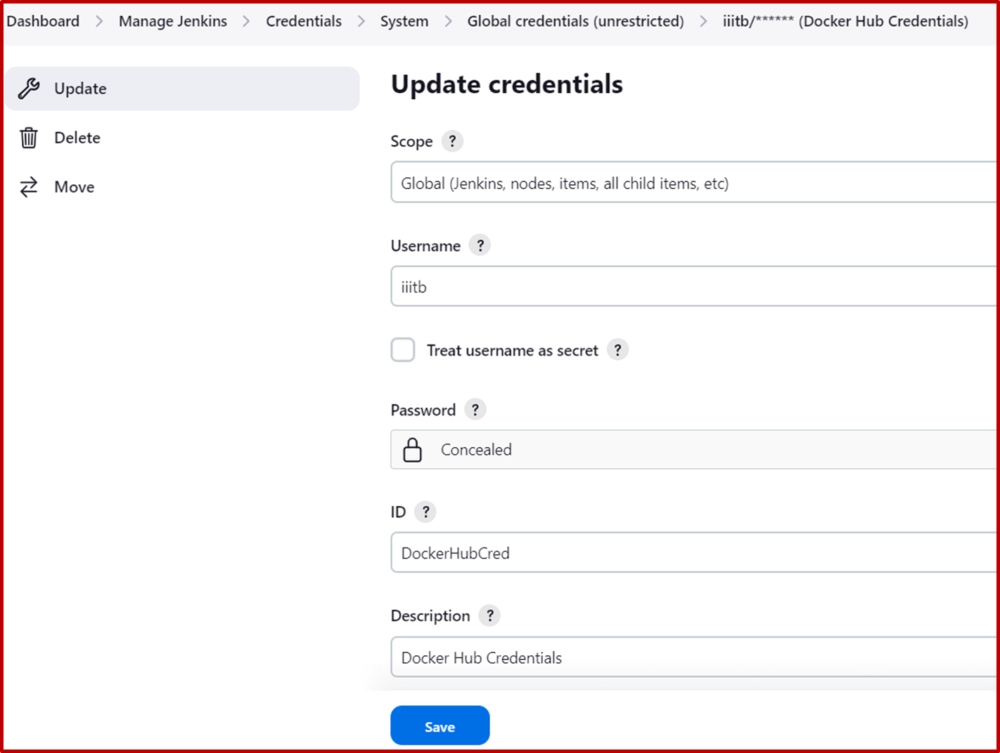 Dashboard > Manage Jenkins > Credentials > System > Global credentials (unrestricted) > iiitb/****** (Docker Hub Credentials)
Update
Delete
Move
Update credentials
Scope ?
Global (Jenkins, nodes, items, all child items, etc)
Username ?
iiitb
Treat username as secret ?
Password ?
Concealed
ID ?
DockerHubCred
Description ?
Docker Hub Credentials
Save